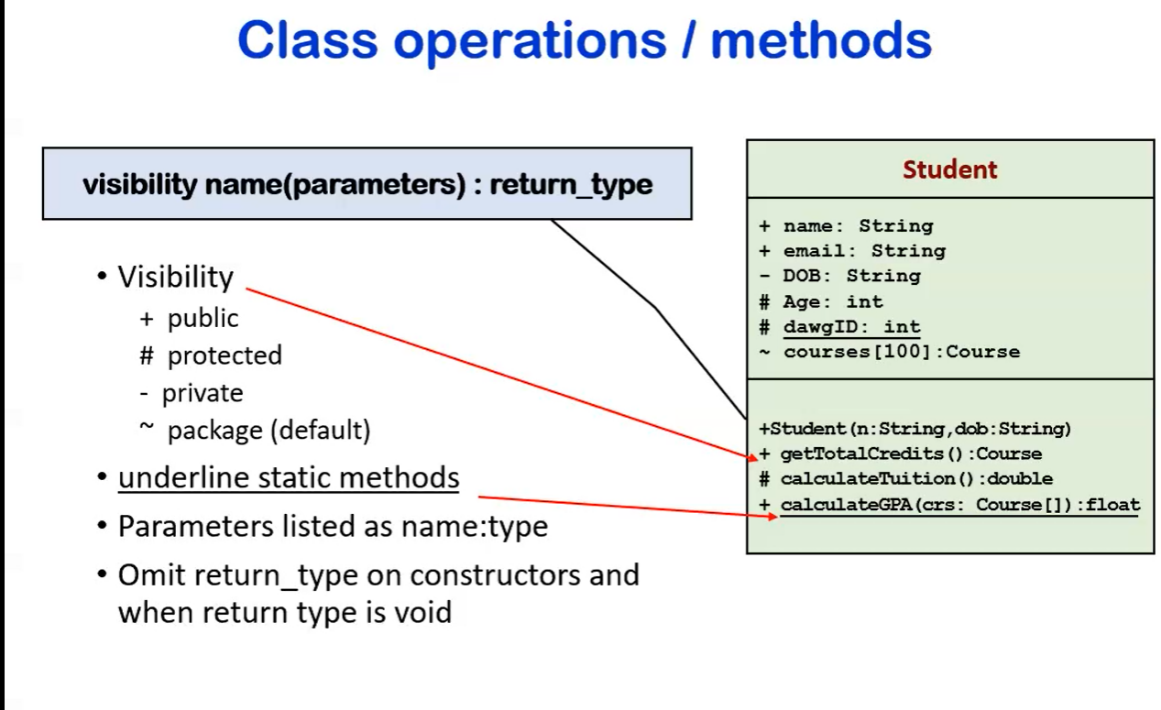 Class operations / methods
visibility name(parameters) : return_type
• Visibility
+ public
# protected
- private
~ package (default)
• underline static methods
• Parameters listed as name:type
• Omit return_type on constructors and
when return type is void
Student
+ name: String
+ email: String
- DOB: String
# Age: int
# dawgID: int
~ courses[100]:Course
+Student(n:String,dob:String)
+ getTotalCredits():Course
# calculateTuition():double
+ calculateGPA(crs: Course[]):float